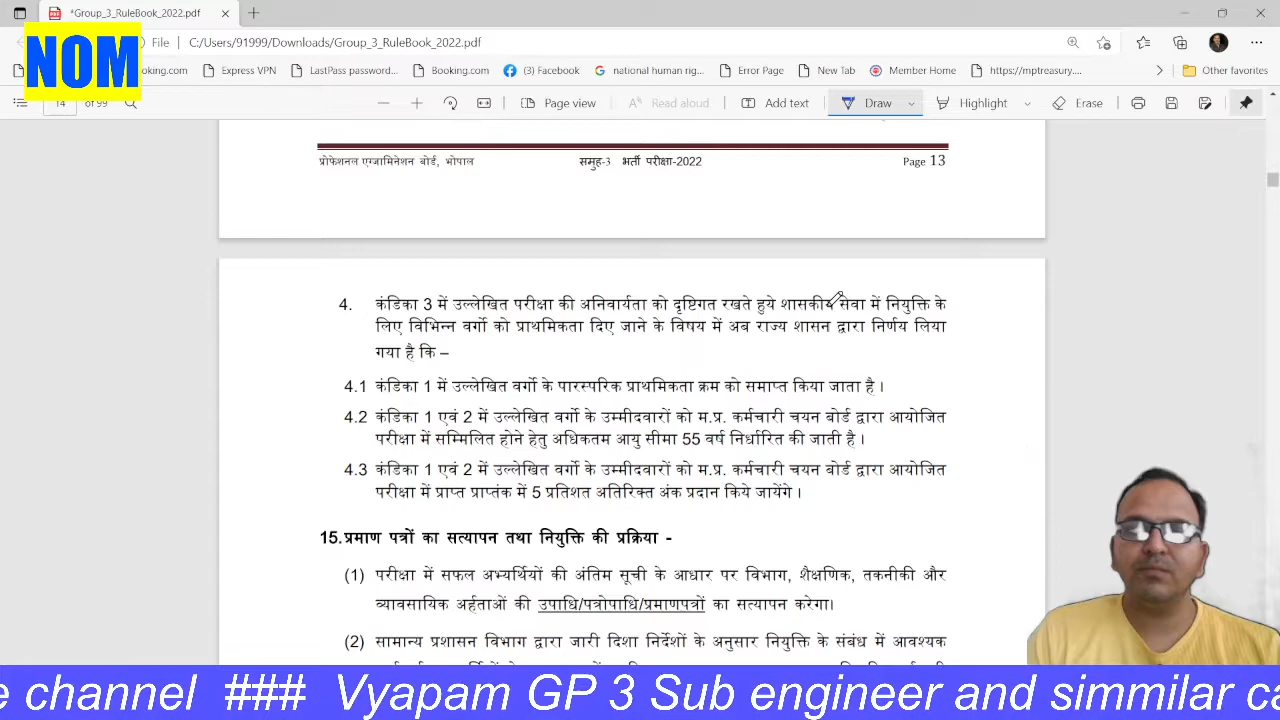 *Group_3_RuleBook_2022.pdf
NOM
File C:/Users/91999/Downloads/Group_3_RuleBook_2022.pdf
oking.com Express VPN LastPass password... Booking.com (3) Facebook national human rig... Error Page New Tab Member Home https://mptreasury.... Other favorites
14 of 99 Page view Read aloud Add text Draw Highlight Erase
प्रोफेशनल एग्जामिनेशन बोर्ड, भोपाल समुह-3 भर्ती परीक्षा-2022 Page 13
4. कंडिका 3 में उल्लेखित परीक्षा की अनिवार्यता को दृष्टिगत रखते हुये शासकीय सेवा में नियुक्ति के
लिए विभिन्न वर्गो को प्राथमिकता दिए जाने के विषय में अब राज्य शासन द्वारा निर्णय लिया
गया है कि –
4.1 कंडिका 1 में उल्लेखित वर्गो के पारस्परिक प्राथमिकता क्रम को समाप्त किया जाता है ।
4.2 कंडिका 1 एवं 2 में उल्लेखित वर्गो के उम्मीदवारों को म.प्र. कर्मचारी चयन बोर्ड द्वारा आयोजित
परीक्षा में सम्मिलित होने हेतु अधिकतम आयु सीमा 55 वर्ष निर्धारित की जाती है ।
4.3 कंडिका 1 एवं 2 में उल्लेखित वर्गो के उम्मीदवारों को म.प्र. कर्मचारी चयन बोर्ड द्वारा आयोजित
परीक्षा में प्राप्त प्राप्तंक में 5 प्रतिशत अतिरिक्त अंक प्रदान किये जायेंगे ।
15. प्रमाण पत्रों का सत्यापन तथा नियुक्ति की प्रक्रिया -
(1) परीक्षा में सफल अभ्यर्थियों की अंतिम सूची के आधार पर विभाग, शैक्षणिक, तकनीकी और
व्यावसायिक अर्हताओं की उपाधि/पत्रोपाधि/प्रमाणपत्रों का सत्यापन करेगा।
(2) सामान्य प्रशासन विभाग द्वारा जारी दिशा निर्देशों के अनुसार नियुक्ति के संबंध में आवश्यक
e channel ### Vyapam GP 3 Sub engineer and simmilar ca